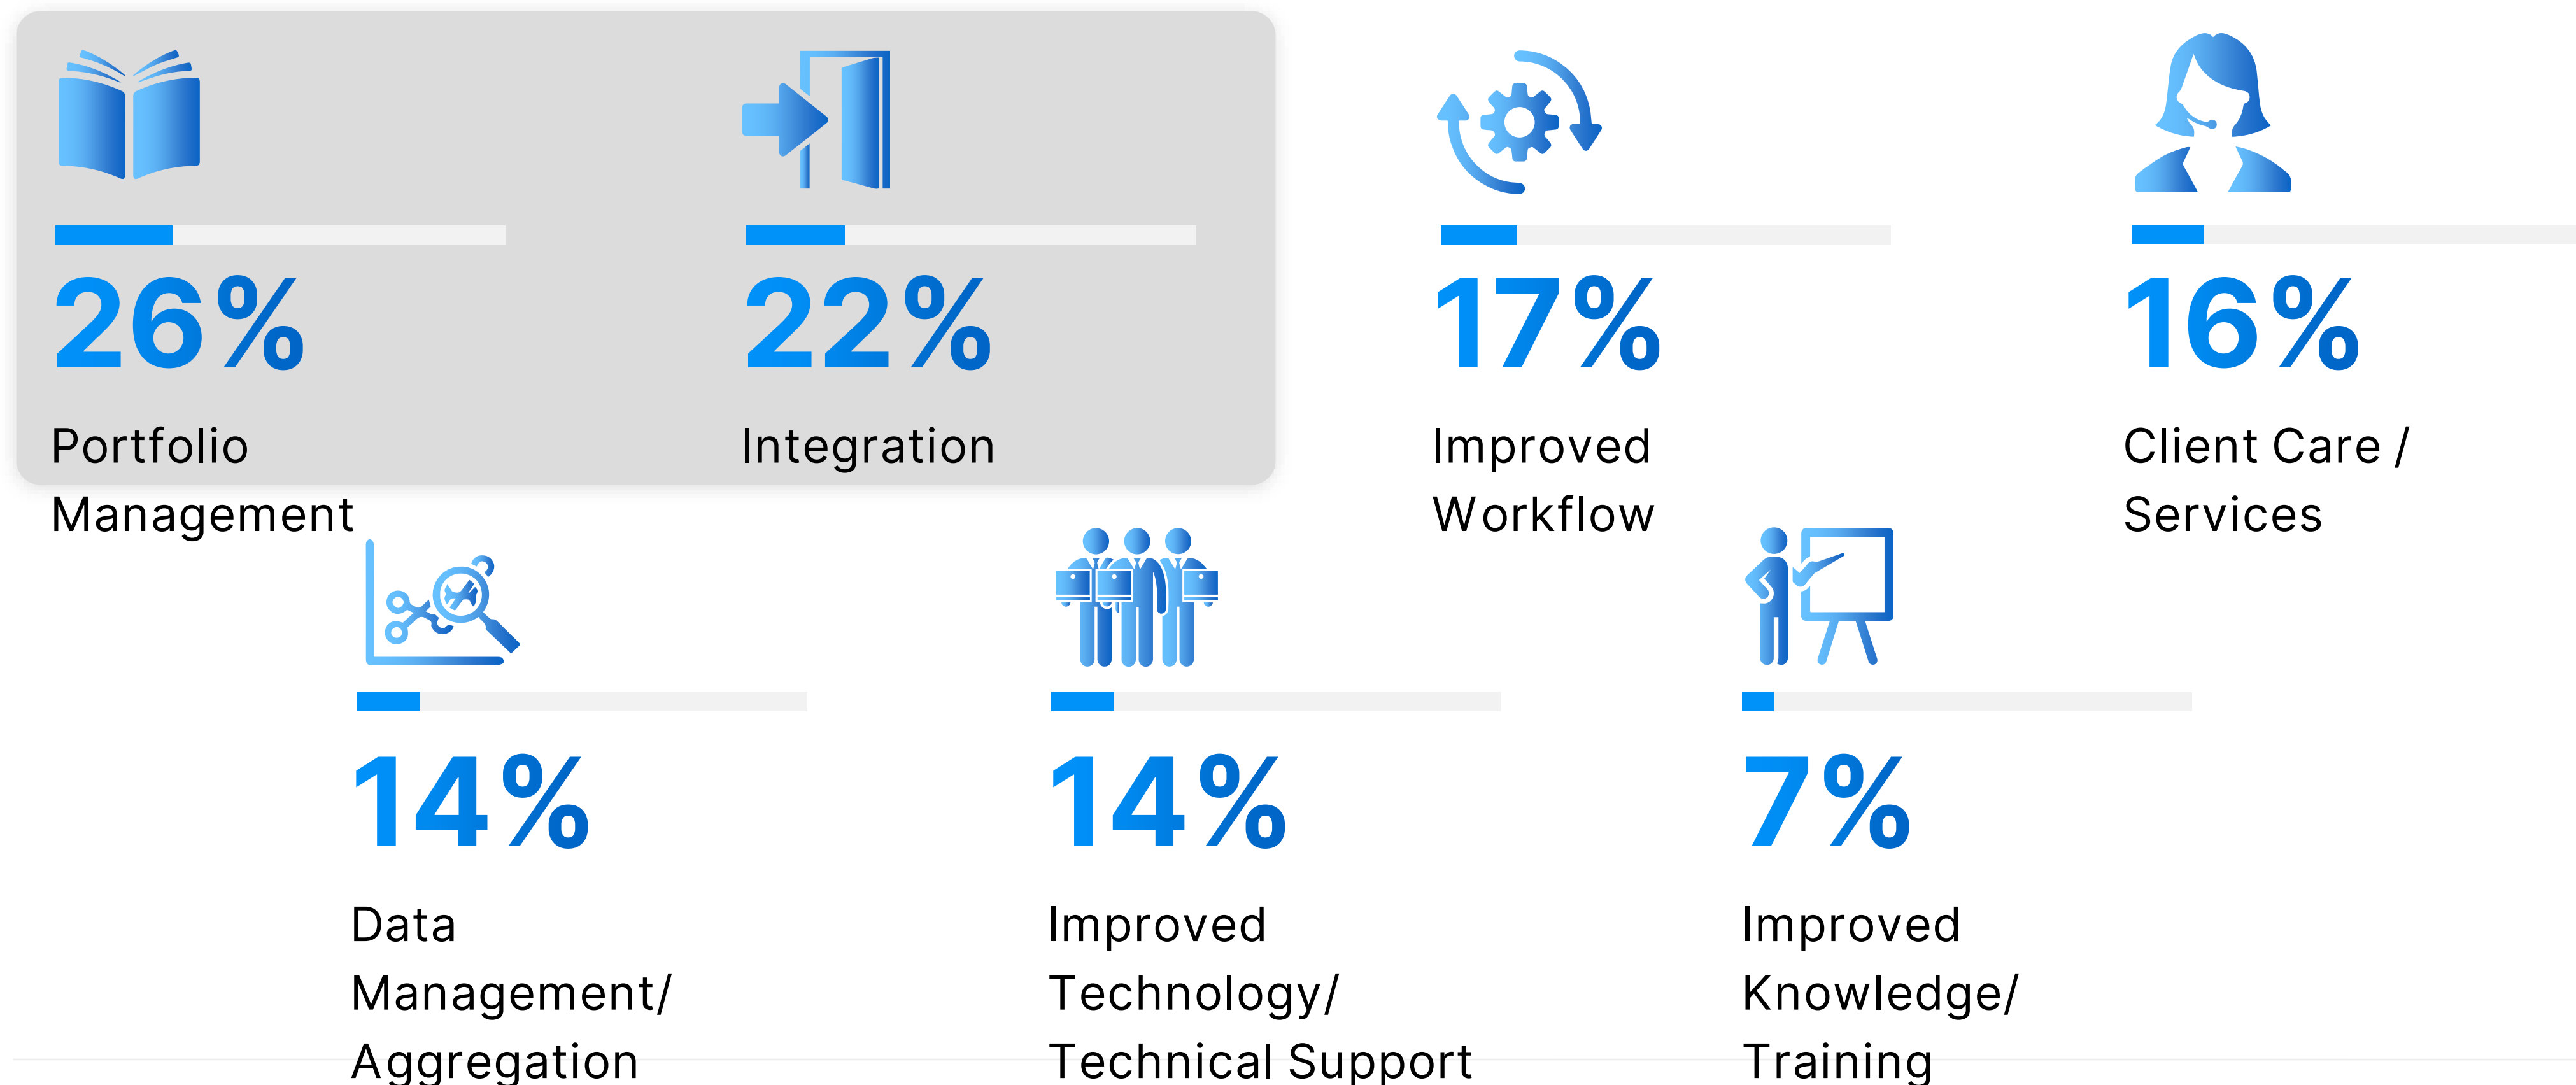 26%
Portfolio
Management
22%
Integration
17%
Improved
Workflow
16%
Client Care /
Services
14%
Data
Management/
Aggregation
14%
Improved
Technology/
Technical Support
7%
Improved
Knowledge/
Training